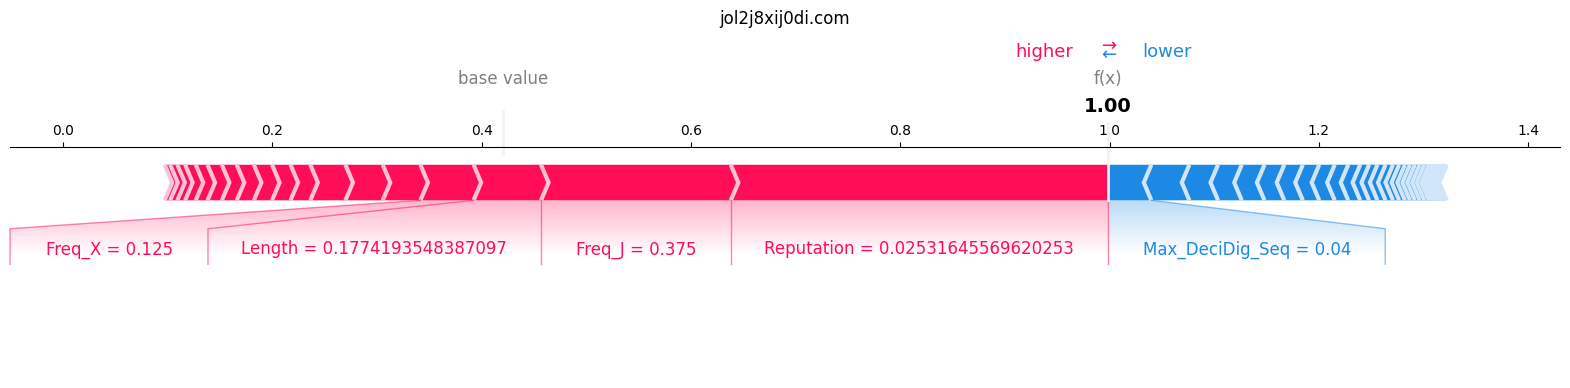 jol2j8xij0di.com
higher → ← lower
base value f(x)
1.00
0.0 0.2 0.4 0.6 0.8 1.0 1.2 1.4
Freq_X = 0.125 Length = 0.1774193548387097 Freq_J = 0.375 Reputation = 0.02531645569620253 Max_DeciDig_Seq = 0.04